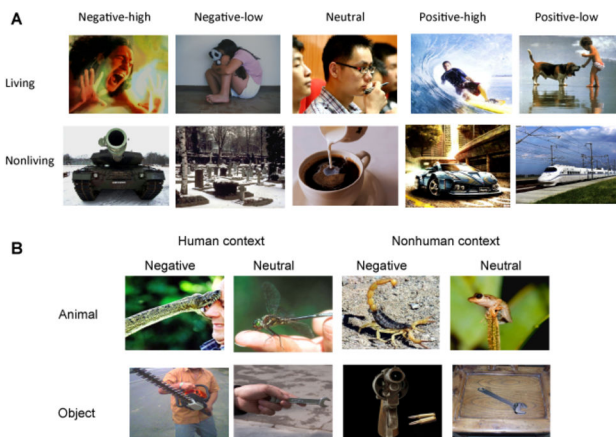 A
Negative-high Negative-low Neutral Positive-high Positive-low
Living
Nonliving
B
Human context Nonhuman context
Negative Neutral Negative Neutral
Animal
Object